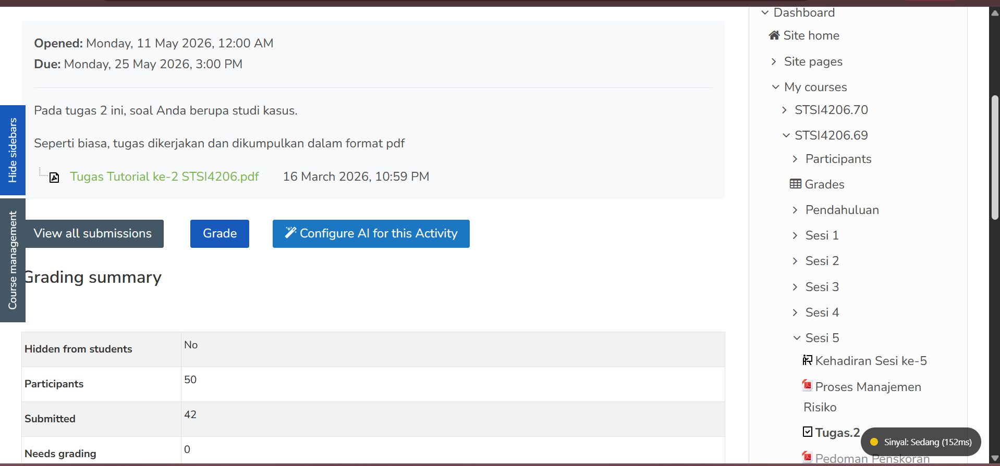 Opened: Monday, 11 May 2026, 12:00 AM
Due: Monday, 25 May 2026, 3:00 PM
Pada tugas 2 ini, soal Anda berupa studi kasus.
Seperti biasa, tugas dikerjakan dan dikumpulkan dalam format pdf
Tugas Tutorial ke-2 STSI4206.pdf 16 March 2026, 10:59 PM
Hide sidebars
Course management
View all submissions
Grade
Configure AI for this Activity
Grading summary
Hidden from students No
Participants 50
Submitted 42
Needs grading 0
Dashboard
Site home
Site pages
My courses
STSI4206.70
STSI4206.69
Participants
Grades
Pendahuluan
Sesi 1
Sesi 2
Sesi 3
Sesi 4
Sesi 5
Kehadiran Sesi ke-5
Proses Manajemen
Risiko
Tugas.2
Sinyal: Sedang (152ms)
Pedoman Penskoran